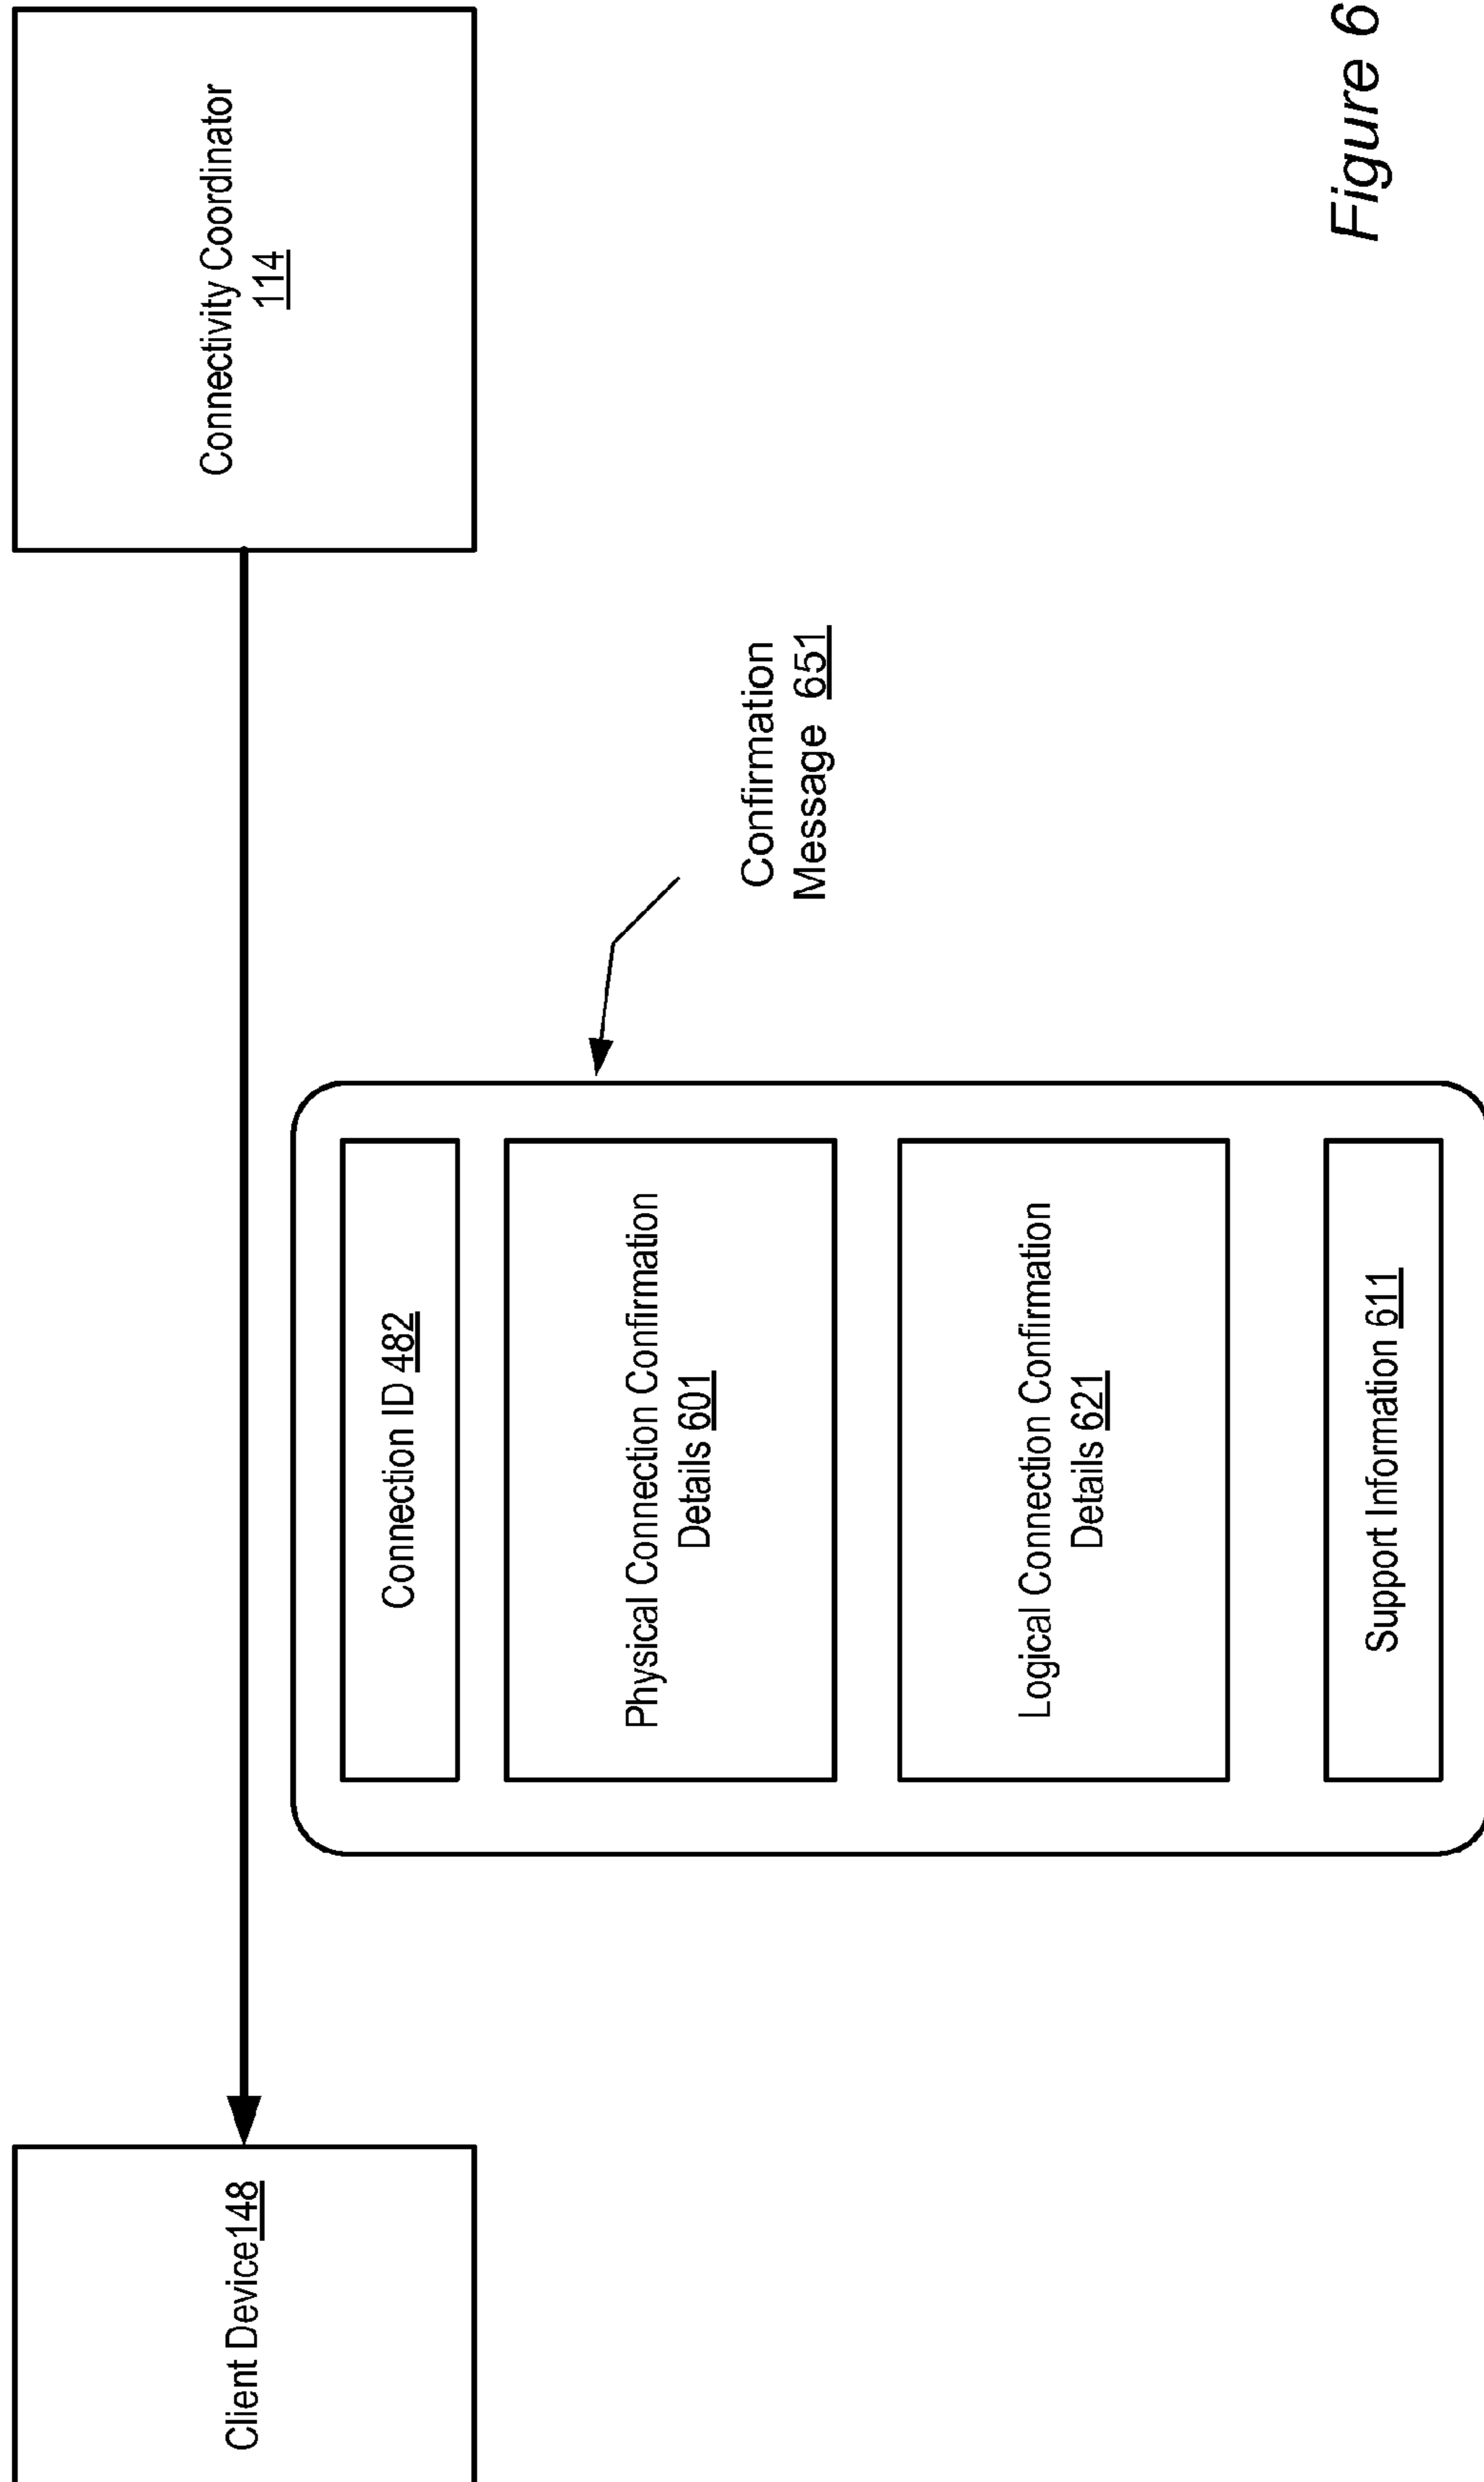 Client Device148
Connectivity Coordinator
114
Connection ID 482
Physical Connection Confirmation
Details 601
Logical Connection Confirmation
Details 621
Support Information 611
Confirmation
Message 651
Figure 6